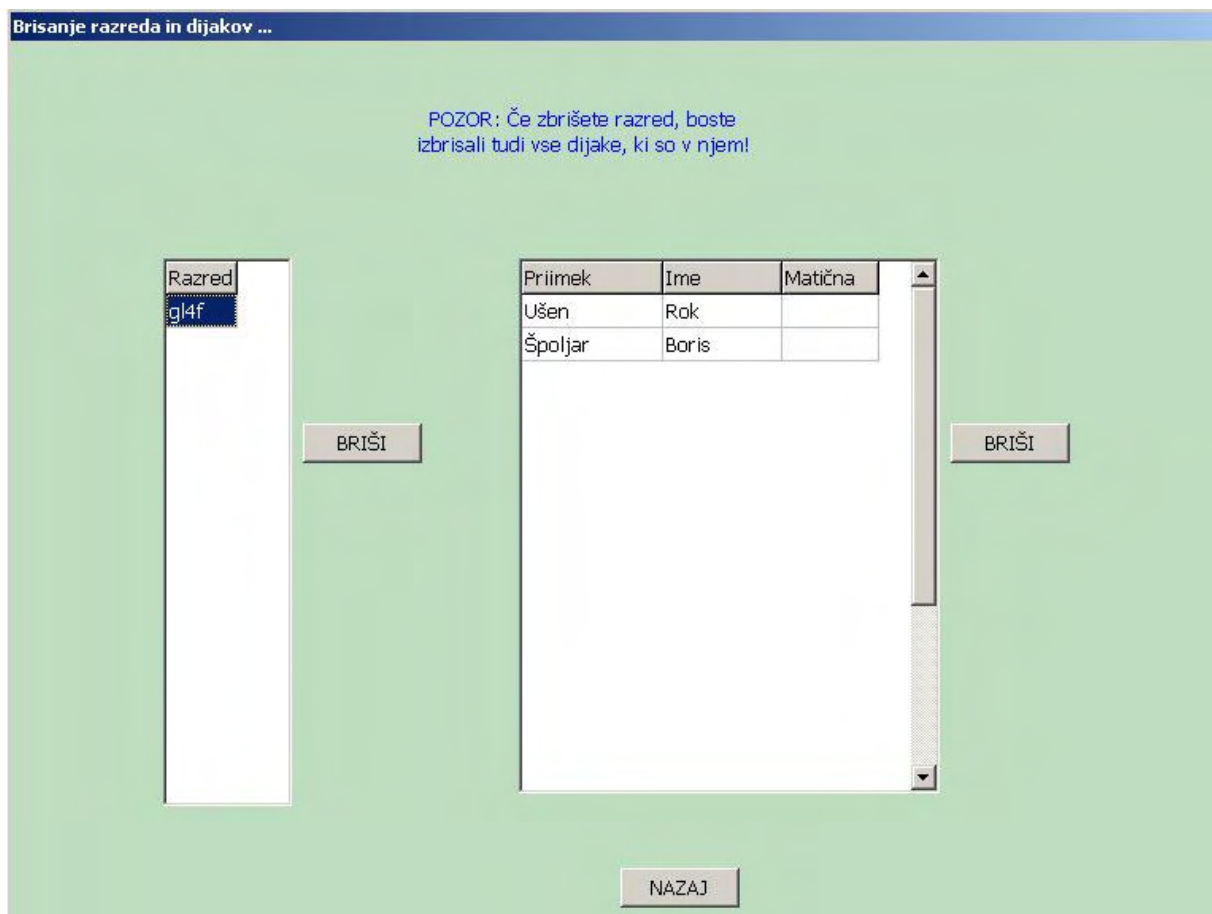 Brisanje razreda in dijakov ...
POZOR: Če zbrišete razred, boste
izbrisali tudi vse dijake, ki so v njem!
Razred
gl4f
BRIŠI
Priimek Ime Matična
Ušen Rok
Špoljar Boris
BRIŠI
NAZAJ